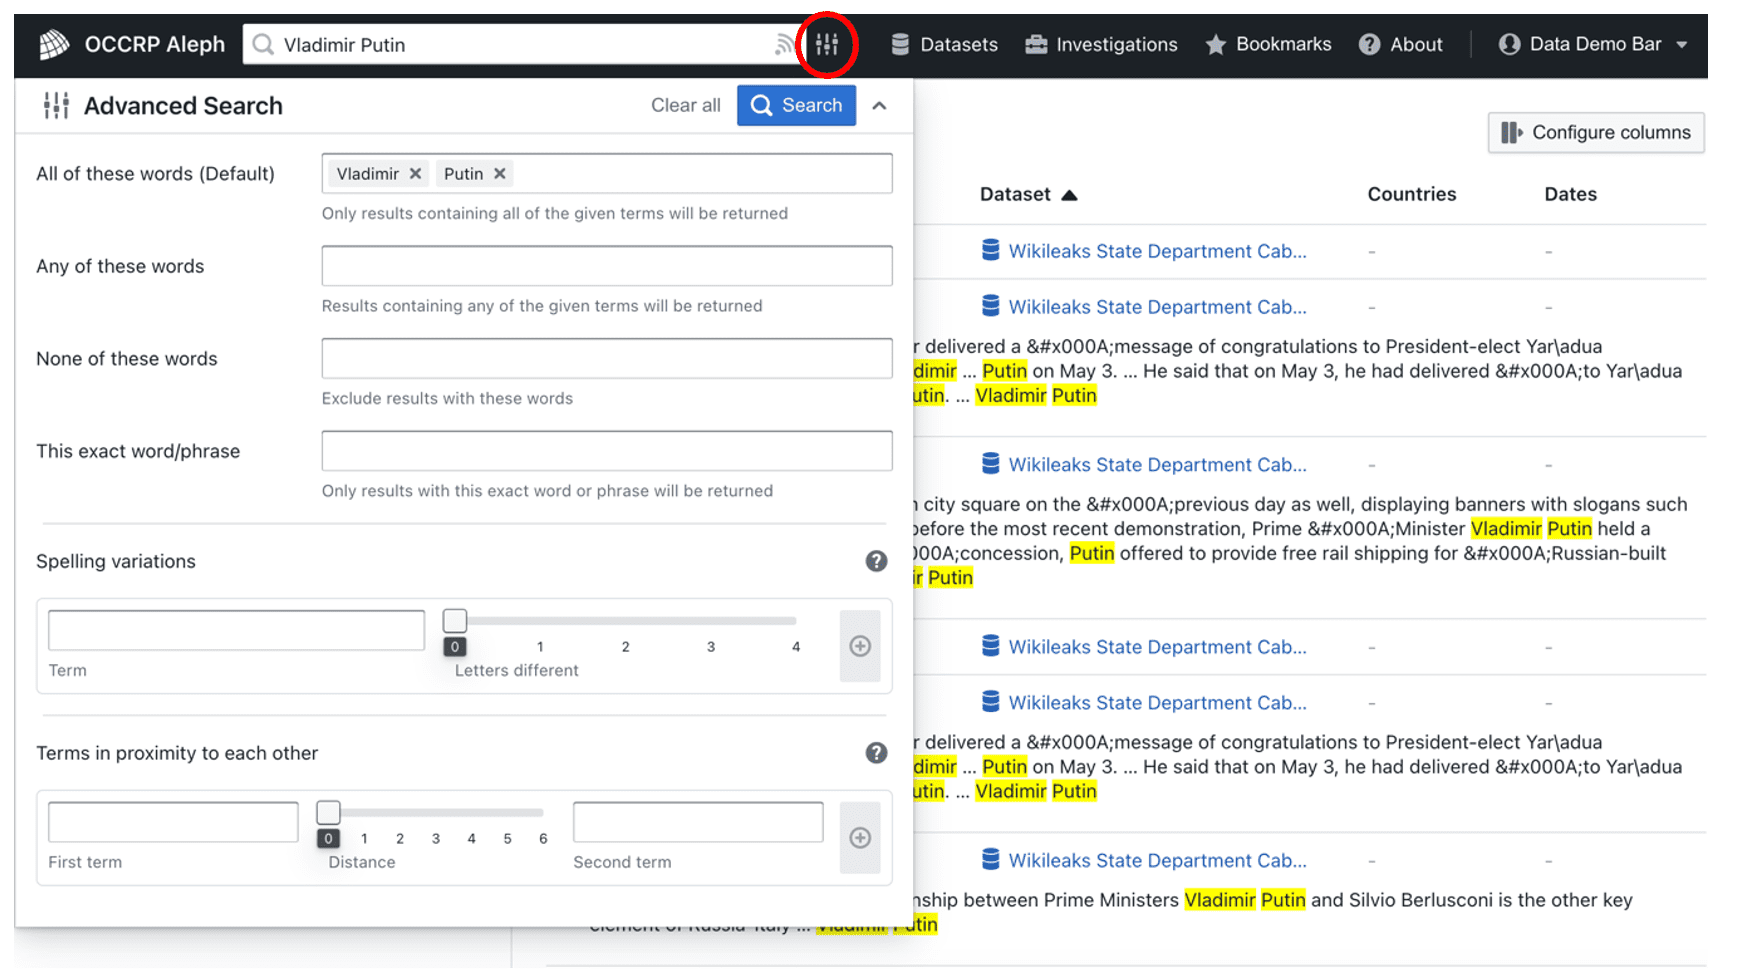 OCCRP Aleph
Vladimir Putin
Datasets
Investigations
Bookmarks
About
Data Demo Bar
Advanced Search
Clear all
Search
Configure columns
All of these words (Default)
Vladimir
Putin
Only results containing all of the given terms will be returned
Any of these words
Results containing any of the given terms will be returned
None of these words
Exclude results with these words
This exact word/phrase
Only results with this exact word or phrase will be returned
Spelling variations
0 1 2 3 4
Term
Letters different
Terms in proximity to each other
0 1 2 3 4 5 6
First term
Distance
Second term
Dataset Countries Dates
Wikileaks State Department Cab... - -
Wikileaks State Department Cab... - -
r delivered a &#x000A;message of congratulations to President-elect Yar\adua
dimir ... Putin on May 3. ... He said that on May 3, he had delivered &#x000A;to Yar\adua
utin. ... Vladimir Putin
Wikileaks State Department Cab... - -
city square on the &#x000A;previous day as well, displaying banners with slogans such
before the most recent demonstration, Prime &#x000A;Minister Vladimir Putin held a
00A;concession, Putin offered to provide free rail shipping for &#x000A;Russian-built
ir Putin
Wikileaks State Department Cab... - -
Wikileaks State Department Cab... - -
r delivered a &#x000A;message of congratulations to President-elect Yar\adua
dimir ... Putin on May 3. ... He said that on May 3, he had delivered &#x000A;to Yar\adua
utin. ... Vladimir Putin
Wikileaks State Department Cab... - -
nship between Prime Ministers Vladimir Putin and Silvio Berlusconi is the other key
element of Russia-Italy ... Vladimir Putin